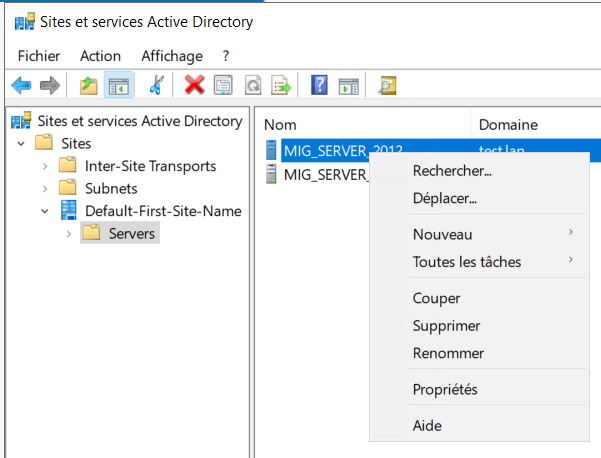 Sites et services Active Directory
Fichier Action Affichage ?
Sites et services Active Directory
Sites
Inter-Site Transports
Subnets
Default-First-Site-Name
Servers
Nom Domaine
MIG_SERVER_2012 test.lan
MIG_SERVER_
Rechercher...
Déplacer...
Nouveau
Toutes les tâches
Couper
Supprimer
Renommer
Propriétés
Aide